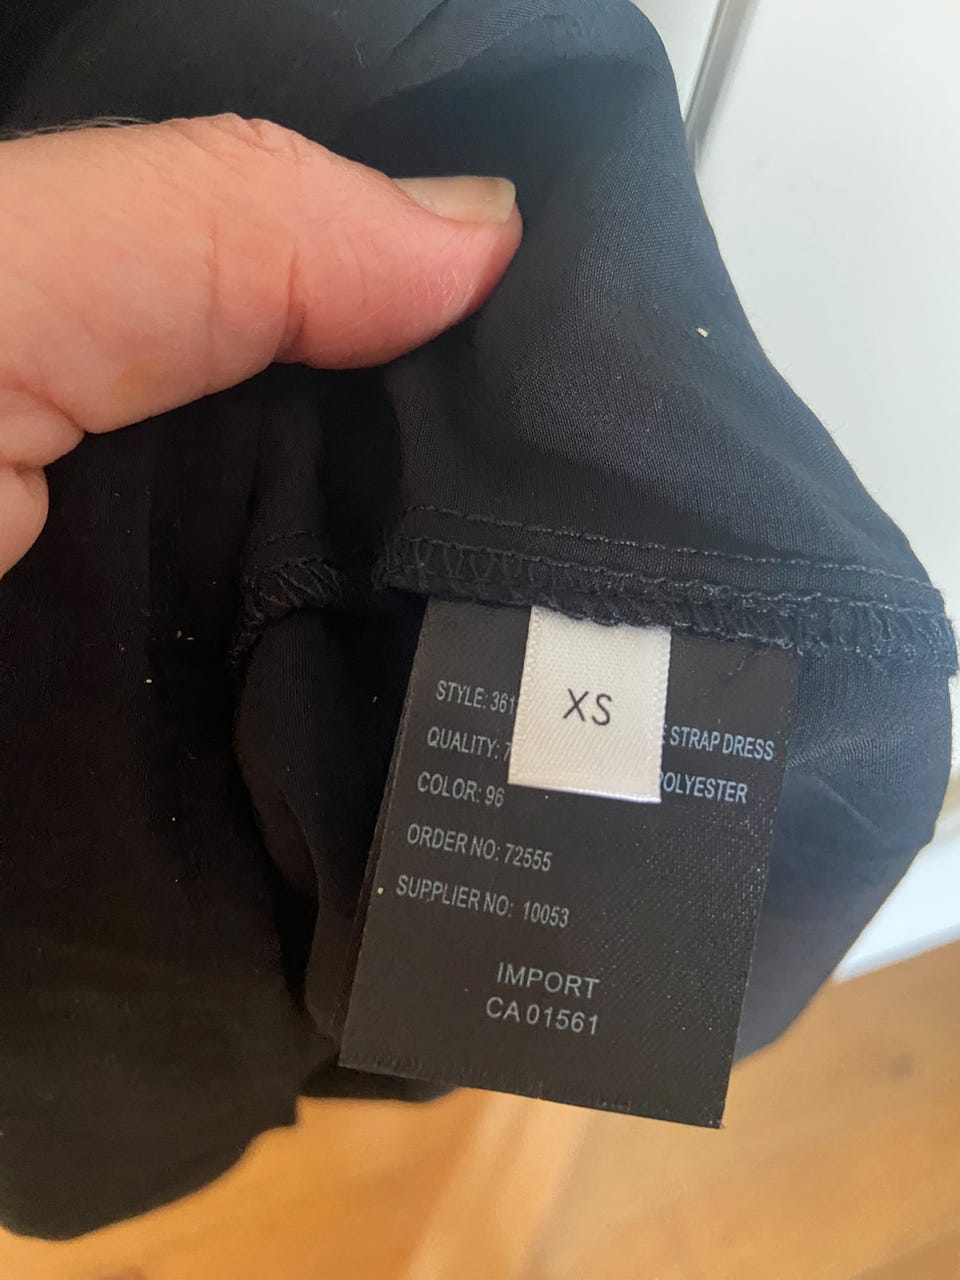 XS
STYLE: 361 STRAP DRESS
QUALITY: POLYESTER
COLOR: 96
ORDER NO: 72555
SUPPLIER NO: 10053
IMPORT
CA 01561